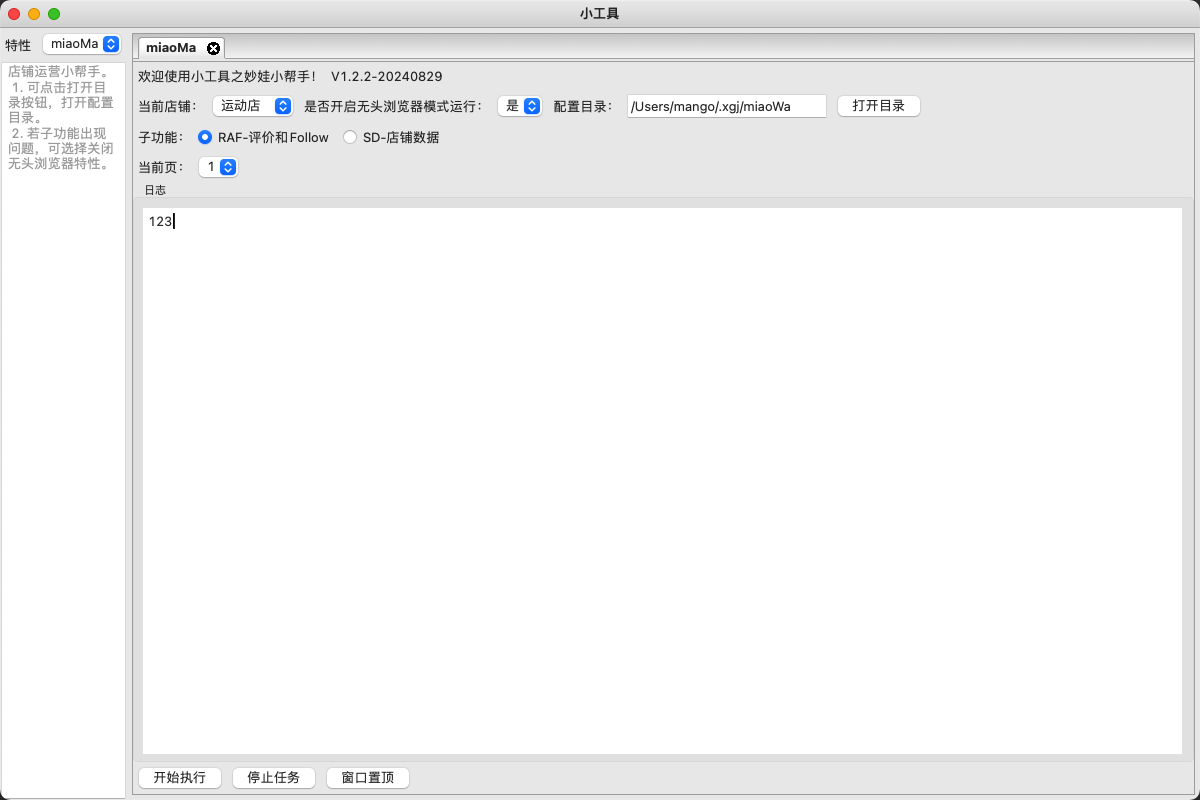 小工具
特性 miaoMa
店铺运营小帮手。
1. 可点击打开目
录按钮，打开配置
目录。
2. 若子功能出现
问题，可选择关闭
无头浏览器特性。
miaoMa
欢迎使用小工具之妙娃小帮手！ V1.2.2-20240829
当前店铺： 运动店 是否开启无头浏览器模式运行： 是 配置目录： /Users/mango/.xgj/miaoWa 打开目录
子功能： RAF-评价和Follow SD-店铺数据
当前页： 1
日志
123
开始执行 停止任务 窗口置顶